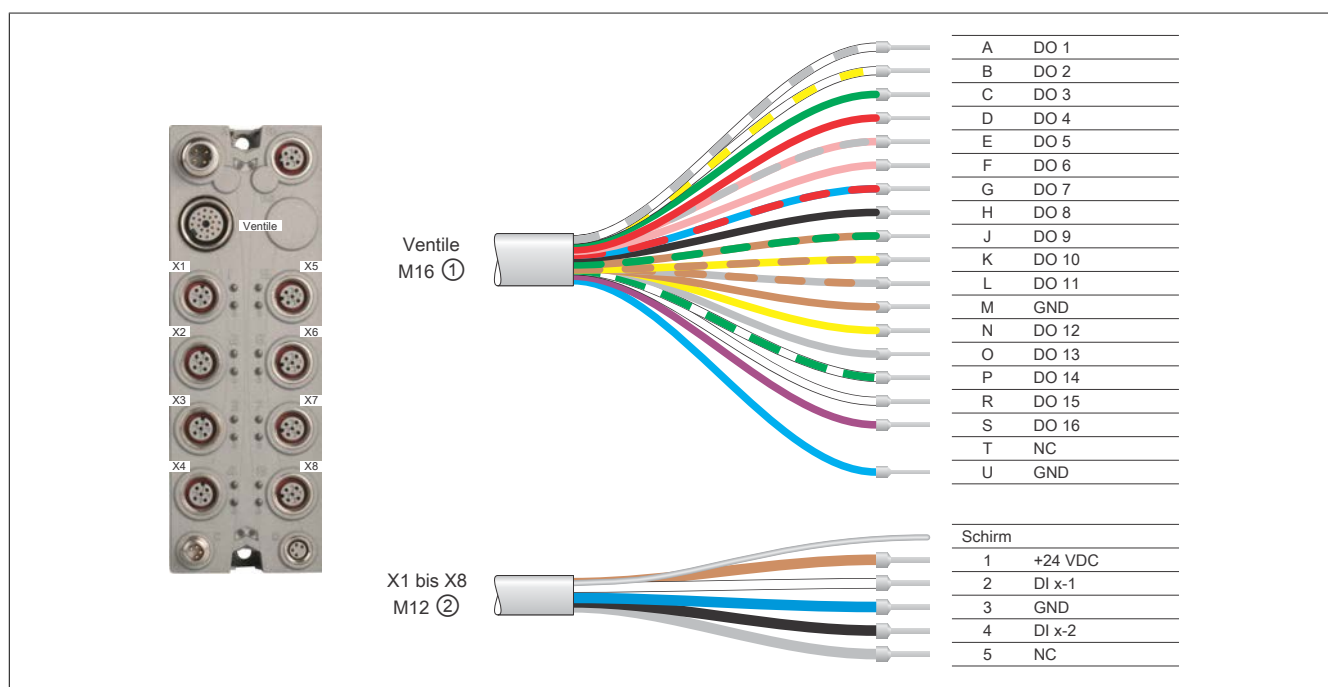 A DO 1
B DO 2
C DO 3
D DO 4
E DO 5
F DO 6
G DO 7
H DO 8
J DO 9
K DO 10
L DO 11
M GND
N DO 12
O DO 13
P DO 14
R DO 15
S DO 16
T NC
U GND
Ventile
M16 ①
Ventile
X1 X5
X2 X6
X3 X7
X4 X8
X1 bis X8
M12 ②
Schirm
1 +24 VDC
2 DI x-1
3 GND
4 DI x-2
5 NC